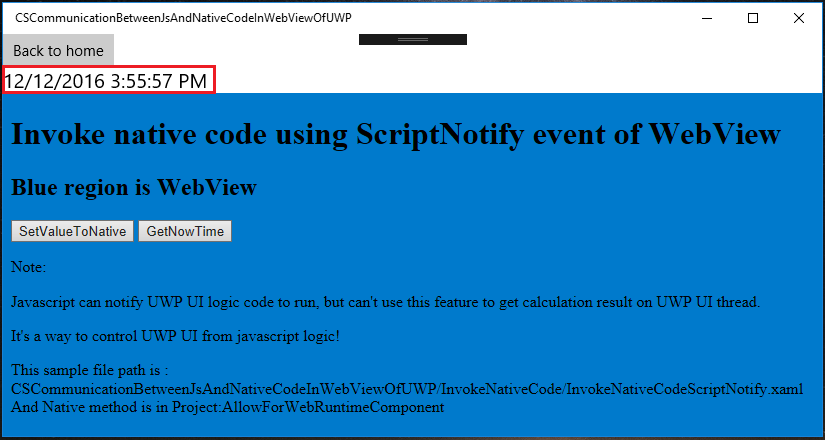 CSCommunicationBetweenJsAndNativeCodeInWebViewOfUWP
Back to home
12/12/2016 3:55:57 PM
Invoke native code using ScriptNotify event of WebView
Blue region is WebView
SetValueToNative GetNowTime
Note:
Javascript can notify UWP UI logic code to run, but can't use this feature to get calculation result on UWP UI thread.
It's a way to control UWP UI from javascript logic!
This sample file path is :
CSCommunicationBetweenJsAndNativeCodeInWebViewOfUWP/InvokeNativeCode/InvokeNativeCodeScriptNotify.xaml
And Native method is in Project:AllowForWebRuntimeComponent